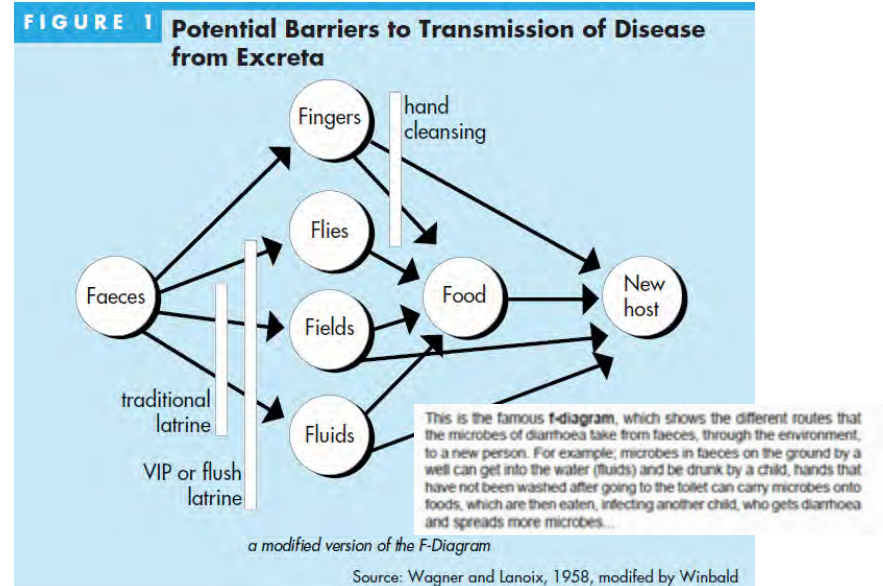 FIGURE 1
Potential Barriers to Transmission of Disease
from Excreta
Fingers
hand
cleansing
Flies
Faeces
Food
New
host
Fields
traditional
latrine
Fluids
VIP or flush
latrine
This is the famous f-diagram, which shows the different routes that
the microbes of diarrhoea take from faeces, through the environment,
to a new person. For example; microbes in faeces on the ground by a
well can get into the water (fluids) and be drunk by a child, hands that
have not been washed after going to the toilet can carry microbes onto
foods, which are then eaten, infecting another child, who gets diarrhoea
and spreads more microbes...
a modified version of the F-Diagram
Source: Wagner and Lanoix, 1958, modifed by Winbald